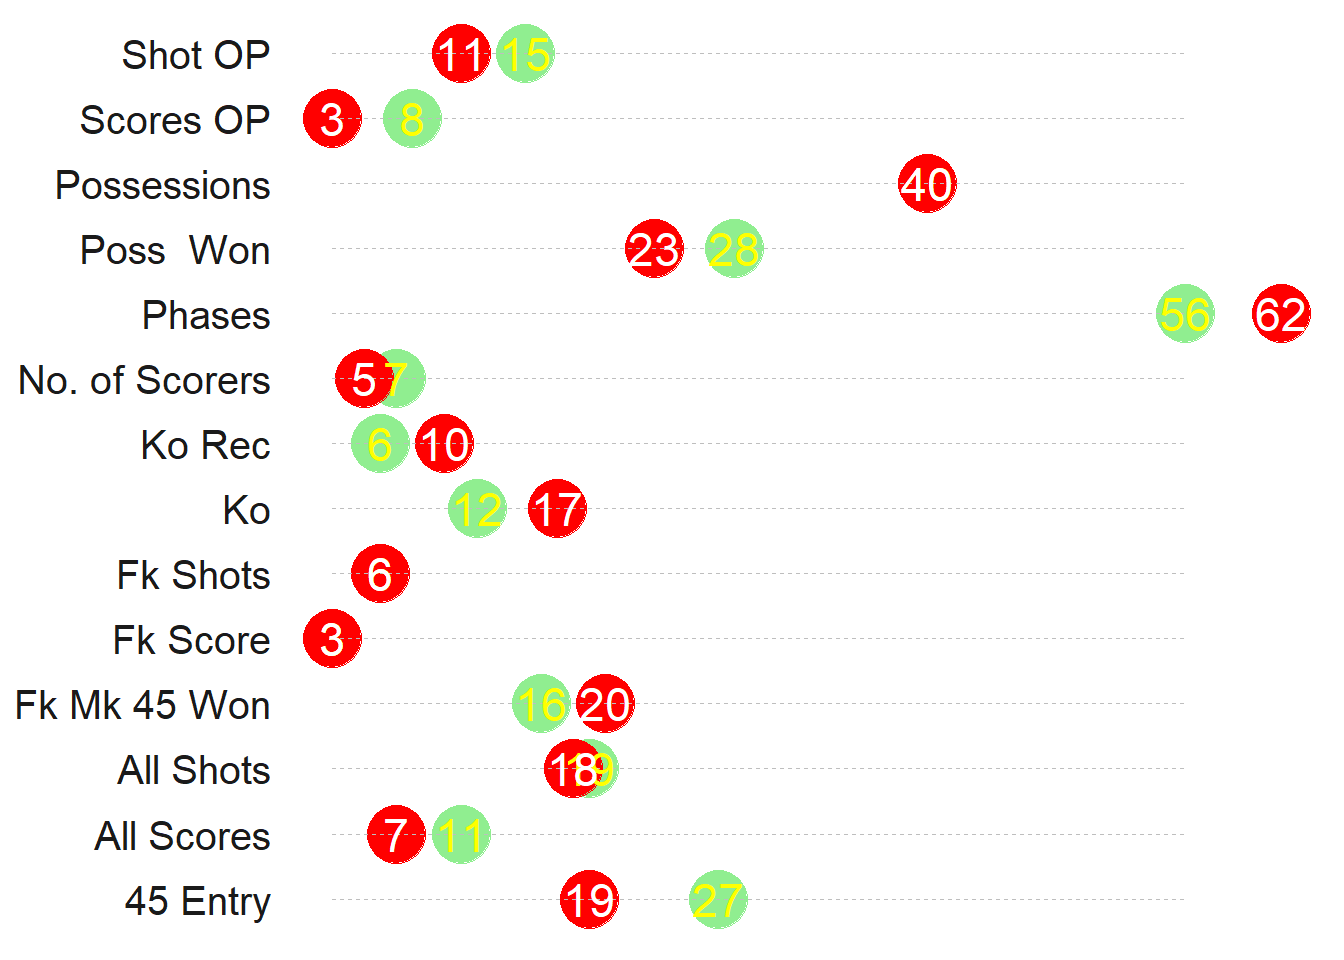 Shot OP 11 15
Scores OP 3 8
Possessions 40
Poss  Won 23 28
Phases 56 62
No. of Scorers 5 7
Ko Rec 6 10
Ko 12 17
Fk Shots 6
Fk Score 3
Fk Mk 45 Won 16 20
All Shots 18 19
All Scores 7 11
45 Entry 19 27